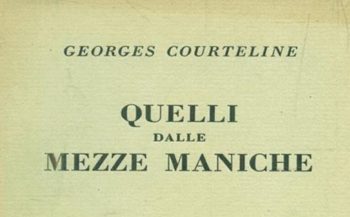 GEORGES COURTELINE
QUELLI
DALLE
MEZZE MANICHE